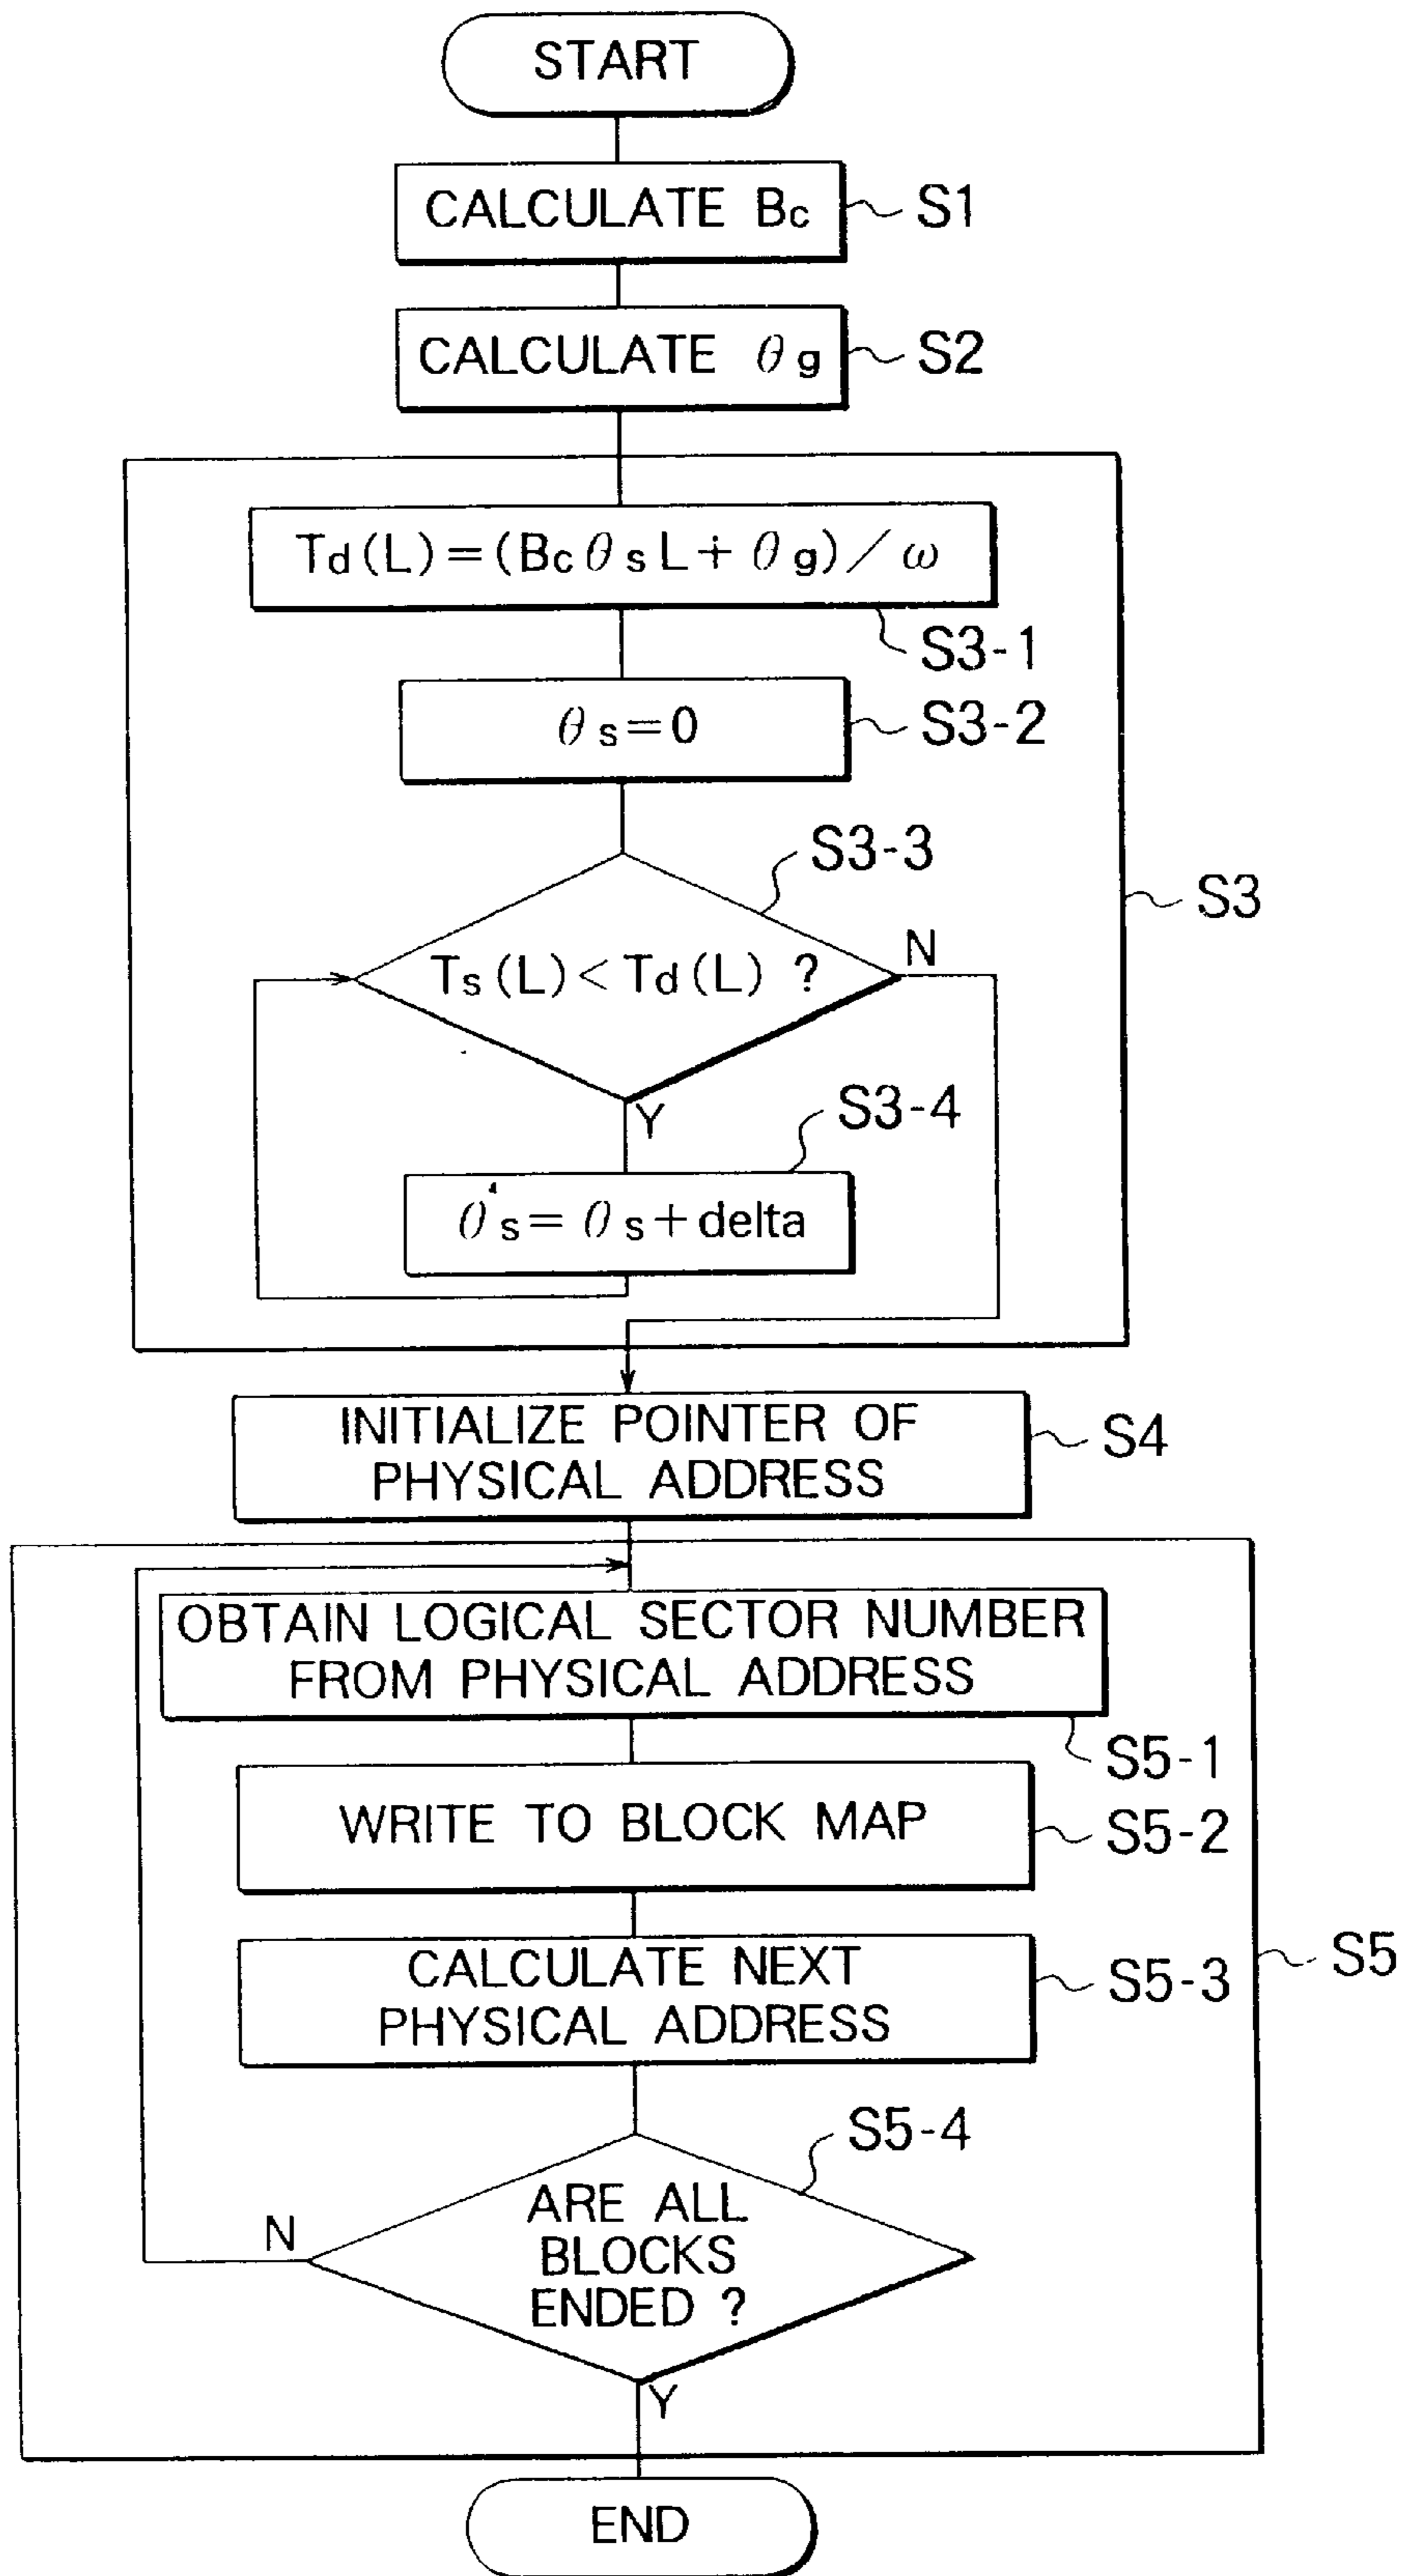 START
CALCULATE Bc
S1
CALCULATE θg
S2
Td(L)=(Bcθs L+θg)/ω
S3-1
θs=0
S3-2
S3-3
Ts(L)<Td(L) ?
N
S3
Y
S3-4
θs=θs+delta
INITIALIZE POINTER OF
PHYSICAL ADDRESS
S4
OBTAIN LOGICAL SECTOR NUMBER
FROM PHYSICAL ADDRESS
S5-1
WRITE TO BLOCK MAP
S5-2
CALCULATE NEXT
PHYSICAL ADDRESS
S5-3
S5
S5-4
ARE ALL
BLOCKS
ENDED ?
N
Y
END